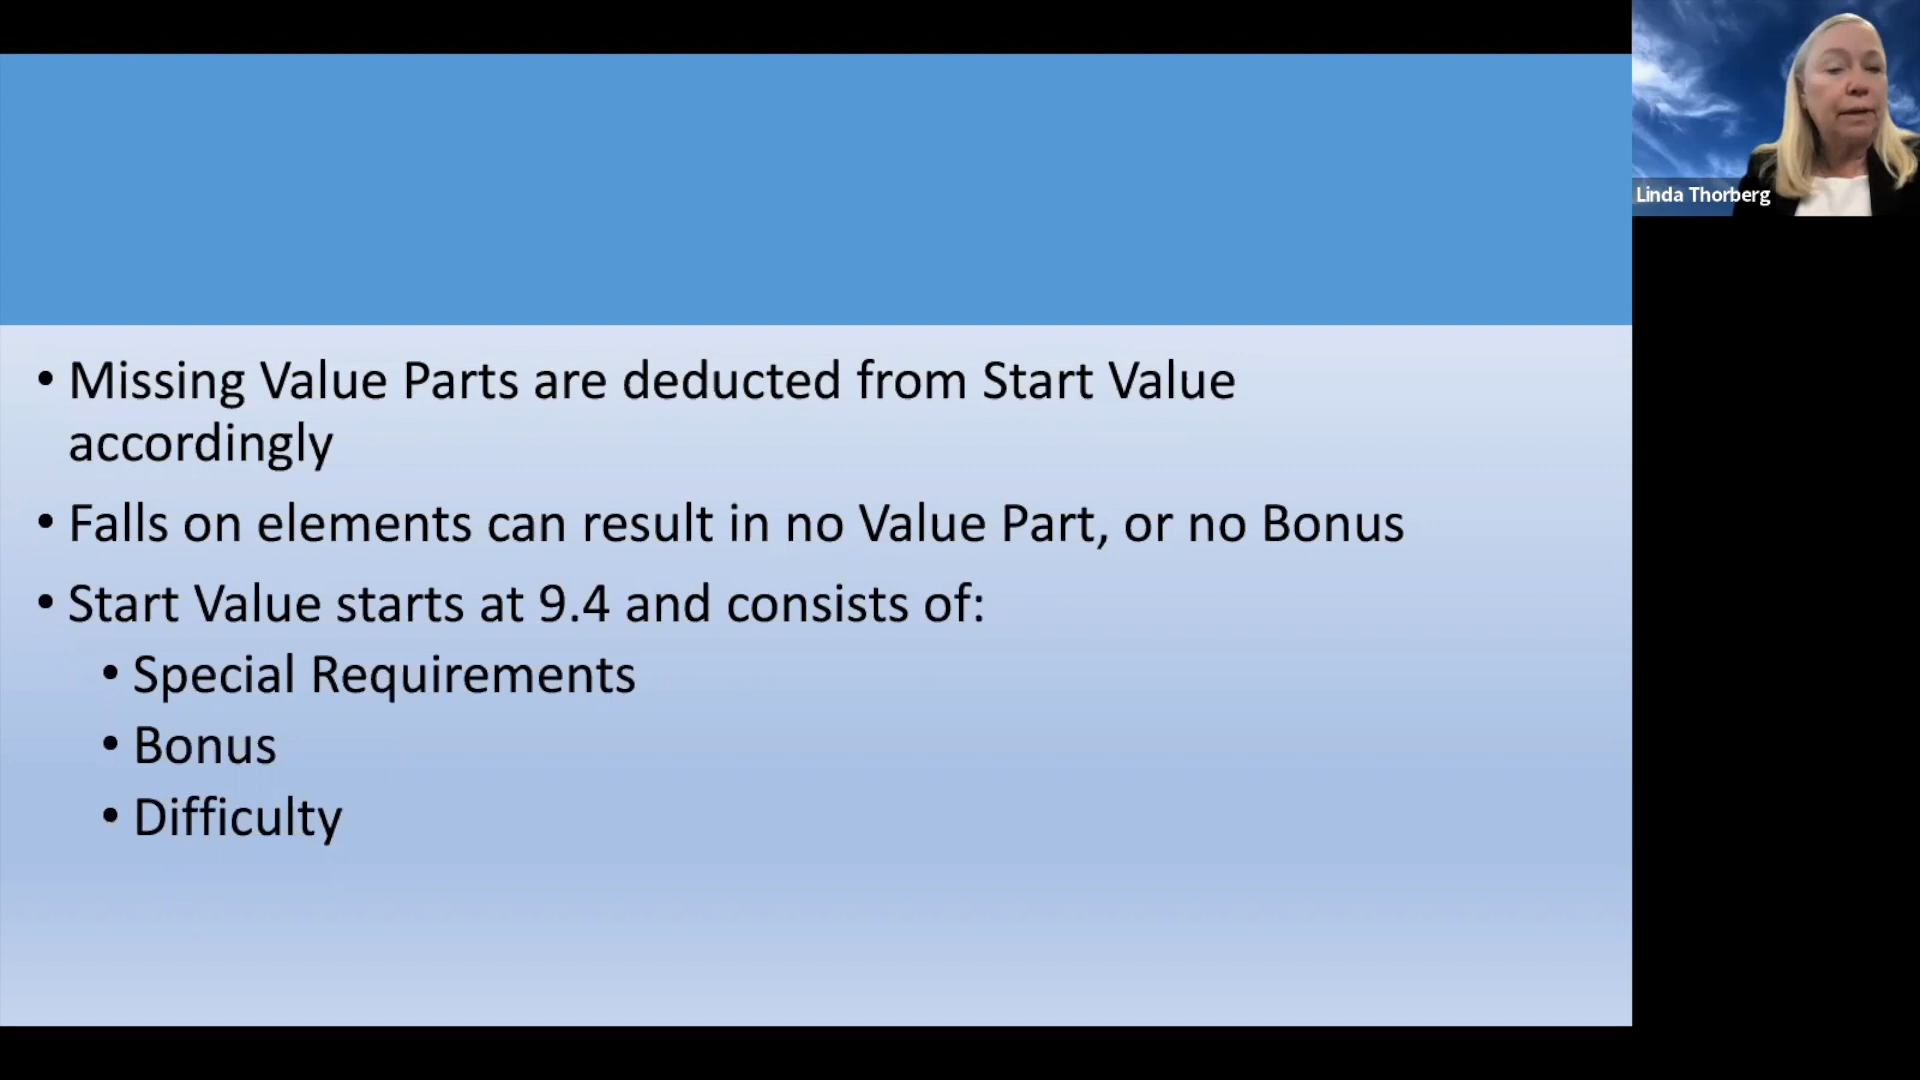 Linda Thorberg
• Missing Value Parts are deducted from Start Value
accordingly
• Falls on elements can result in no Value Part, or no Bonus
• Start Value starts at 9.4 and consists of:
• Special Requirements
• Bonus
• Difficulty